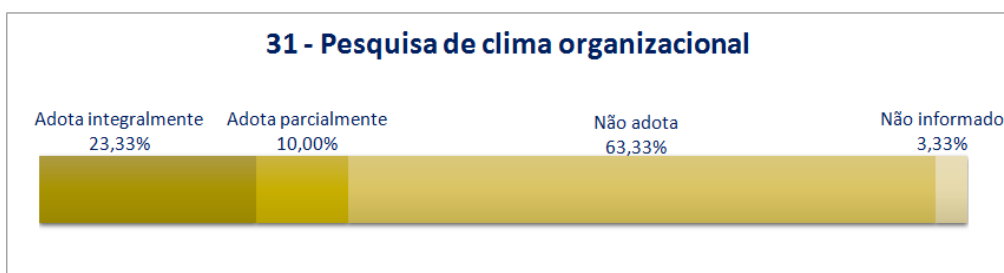 31 - Pesquisa de clima organizacional
Adota integralmente
23,33%
Adota parcialmente
10,00%
Não adota
63,33%
Não informado
3,33%